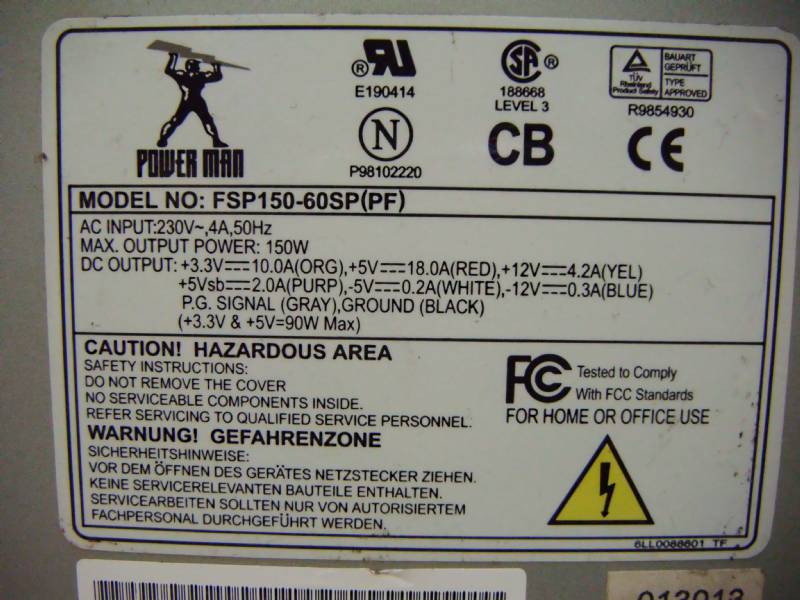 POWER MAN
®
E190414
®
188668
LEVEL 3
TÜV
Rheinland
Product Safety
BAUART
GEPRÜFT
TYPE
APPROVED
R9854930
N
P98102220
CB
CE
MODEL NO: FSP150-60SP(PF)
AC INPUT:230V~,4A,50Hz
MAX. OUTPUT POWER: 150W
DC OUTPUT: +3.3V⎓10.0A(ORG),+5V⎓18.0A(RED),+12V⎓4.2A(YEL)
+5Vsb⎓2.0A(PURP),-5V⎓0.2A(WHITE),-12V⎓0.3A(BLUE)
P.G. SIGNAL (GRAY),GROUND (BLACK)
(+3.3V & +5V=90W Max)
CAUTION! HAZARDOUS AREA
SAFETY INSTRUCTIONS:
DO NOT REMOVE THE COVER
NO SERVICEABLE COMPONENTS INSIDE.
REFER SERVICING TO QUALIFIED SERVICE PERSONNEL.
WARNUNG! GEFAHRENZONE
SICHERHEITSHINWEISE:
VOR DEM ÖFFNEN DES GERÄTES NETZSTECKER ZIEHEN.
KEINE SERVICERELEVANTEN BAUTEILE ENTHALTEN.
SERVICEARBEITEN SOLLTEN NUR VON AUTORISIERTEM
FACHPERSONAL DURCHGEFÜHRT WERDEN.
FC Tested to Comply
With FCC Standards
FOR HOME OR OFFICE USE
6LL0088601 TF